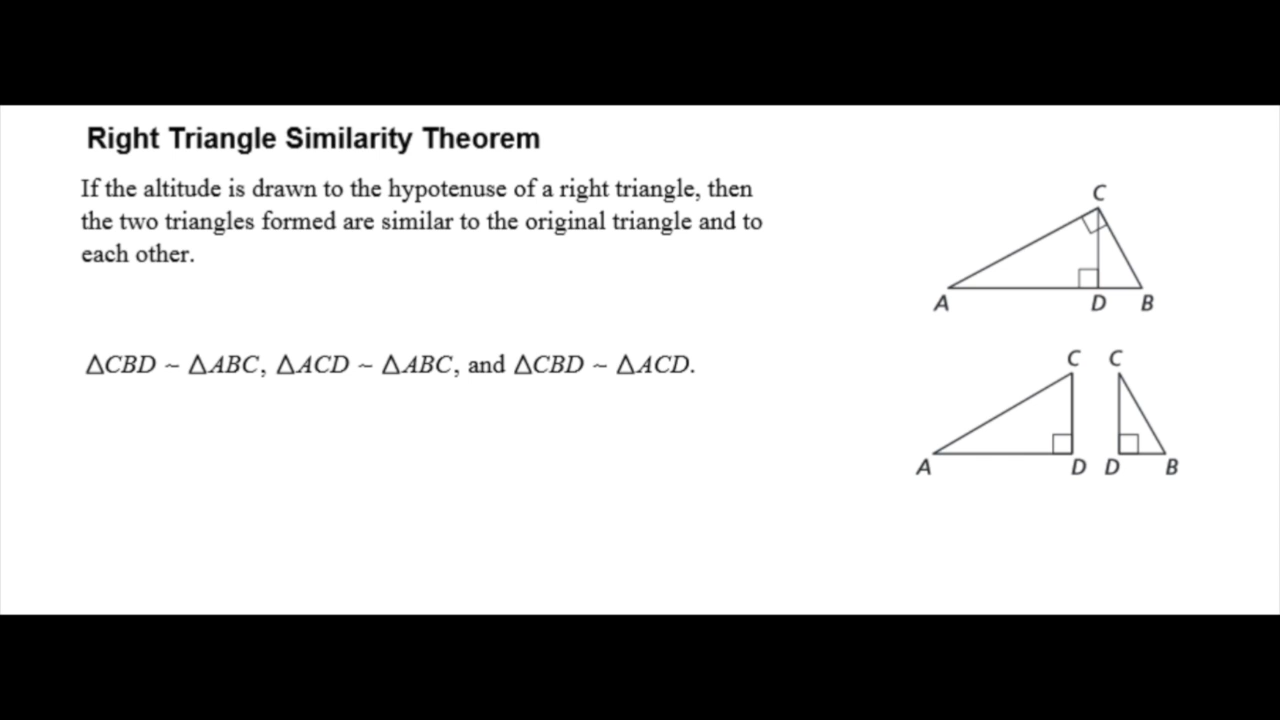 Right Triangle Similarity Theorem
If the altitude is drawn to the hypotenuse of a right triangle, then
the two triangles formed are similar to the original triangle and to
each other.
△CBD ~ △ABC, △ACD ~ △ABC, and △CBD ~ △ACD.
C
A D B
C C
A D D B